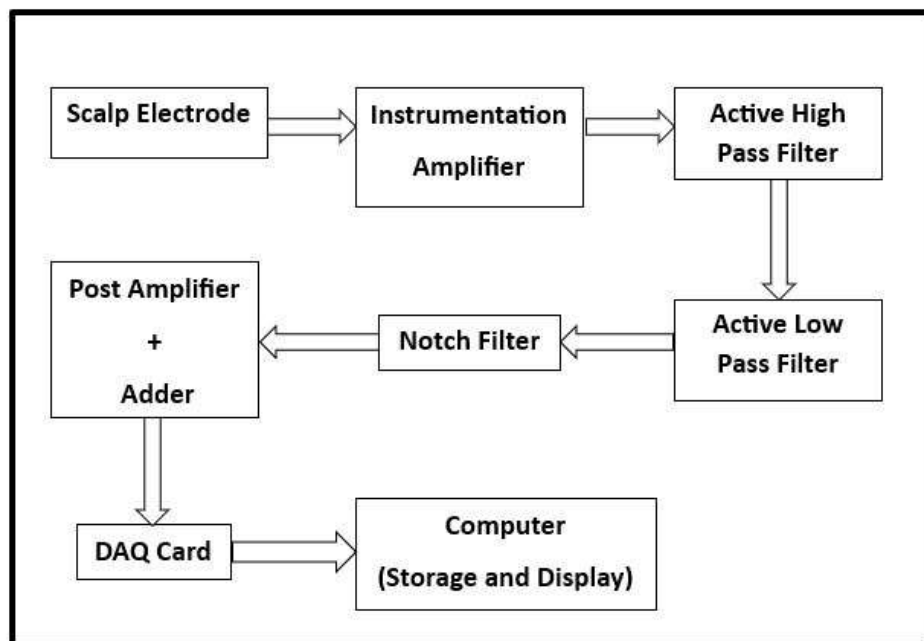 Scalp Electrode
Instrumentation
Amplifier
Active High
Pass Filter
Active Low
Pass Filter
Notch Filter
Post Amplifier
+
Adder
DAQ Card
Computer
(Storage and Display)